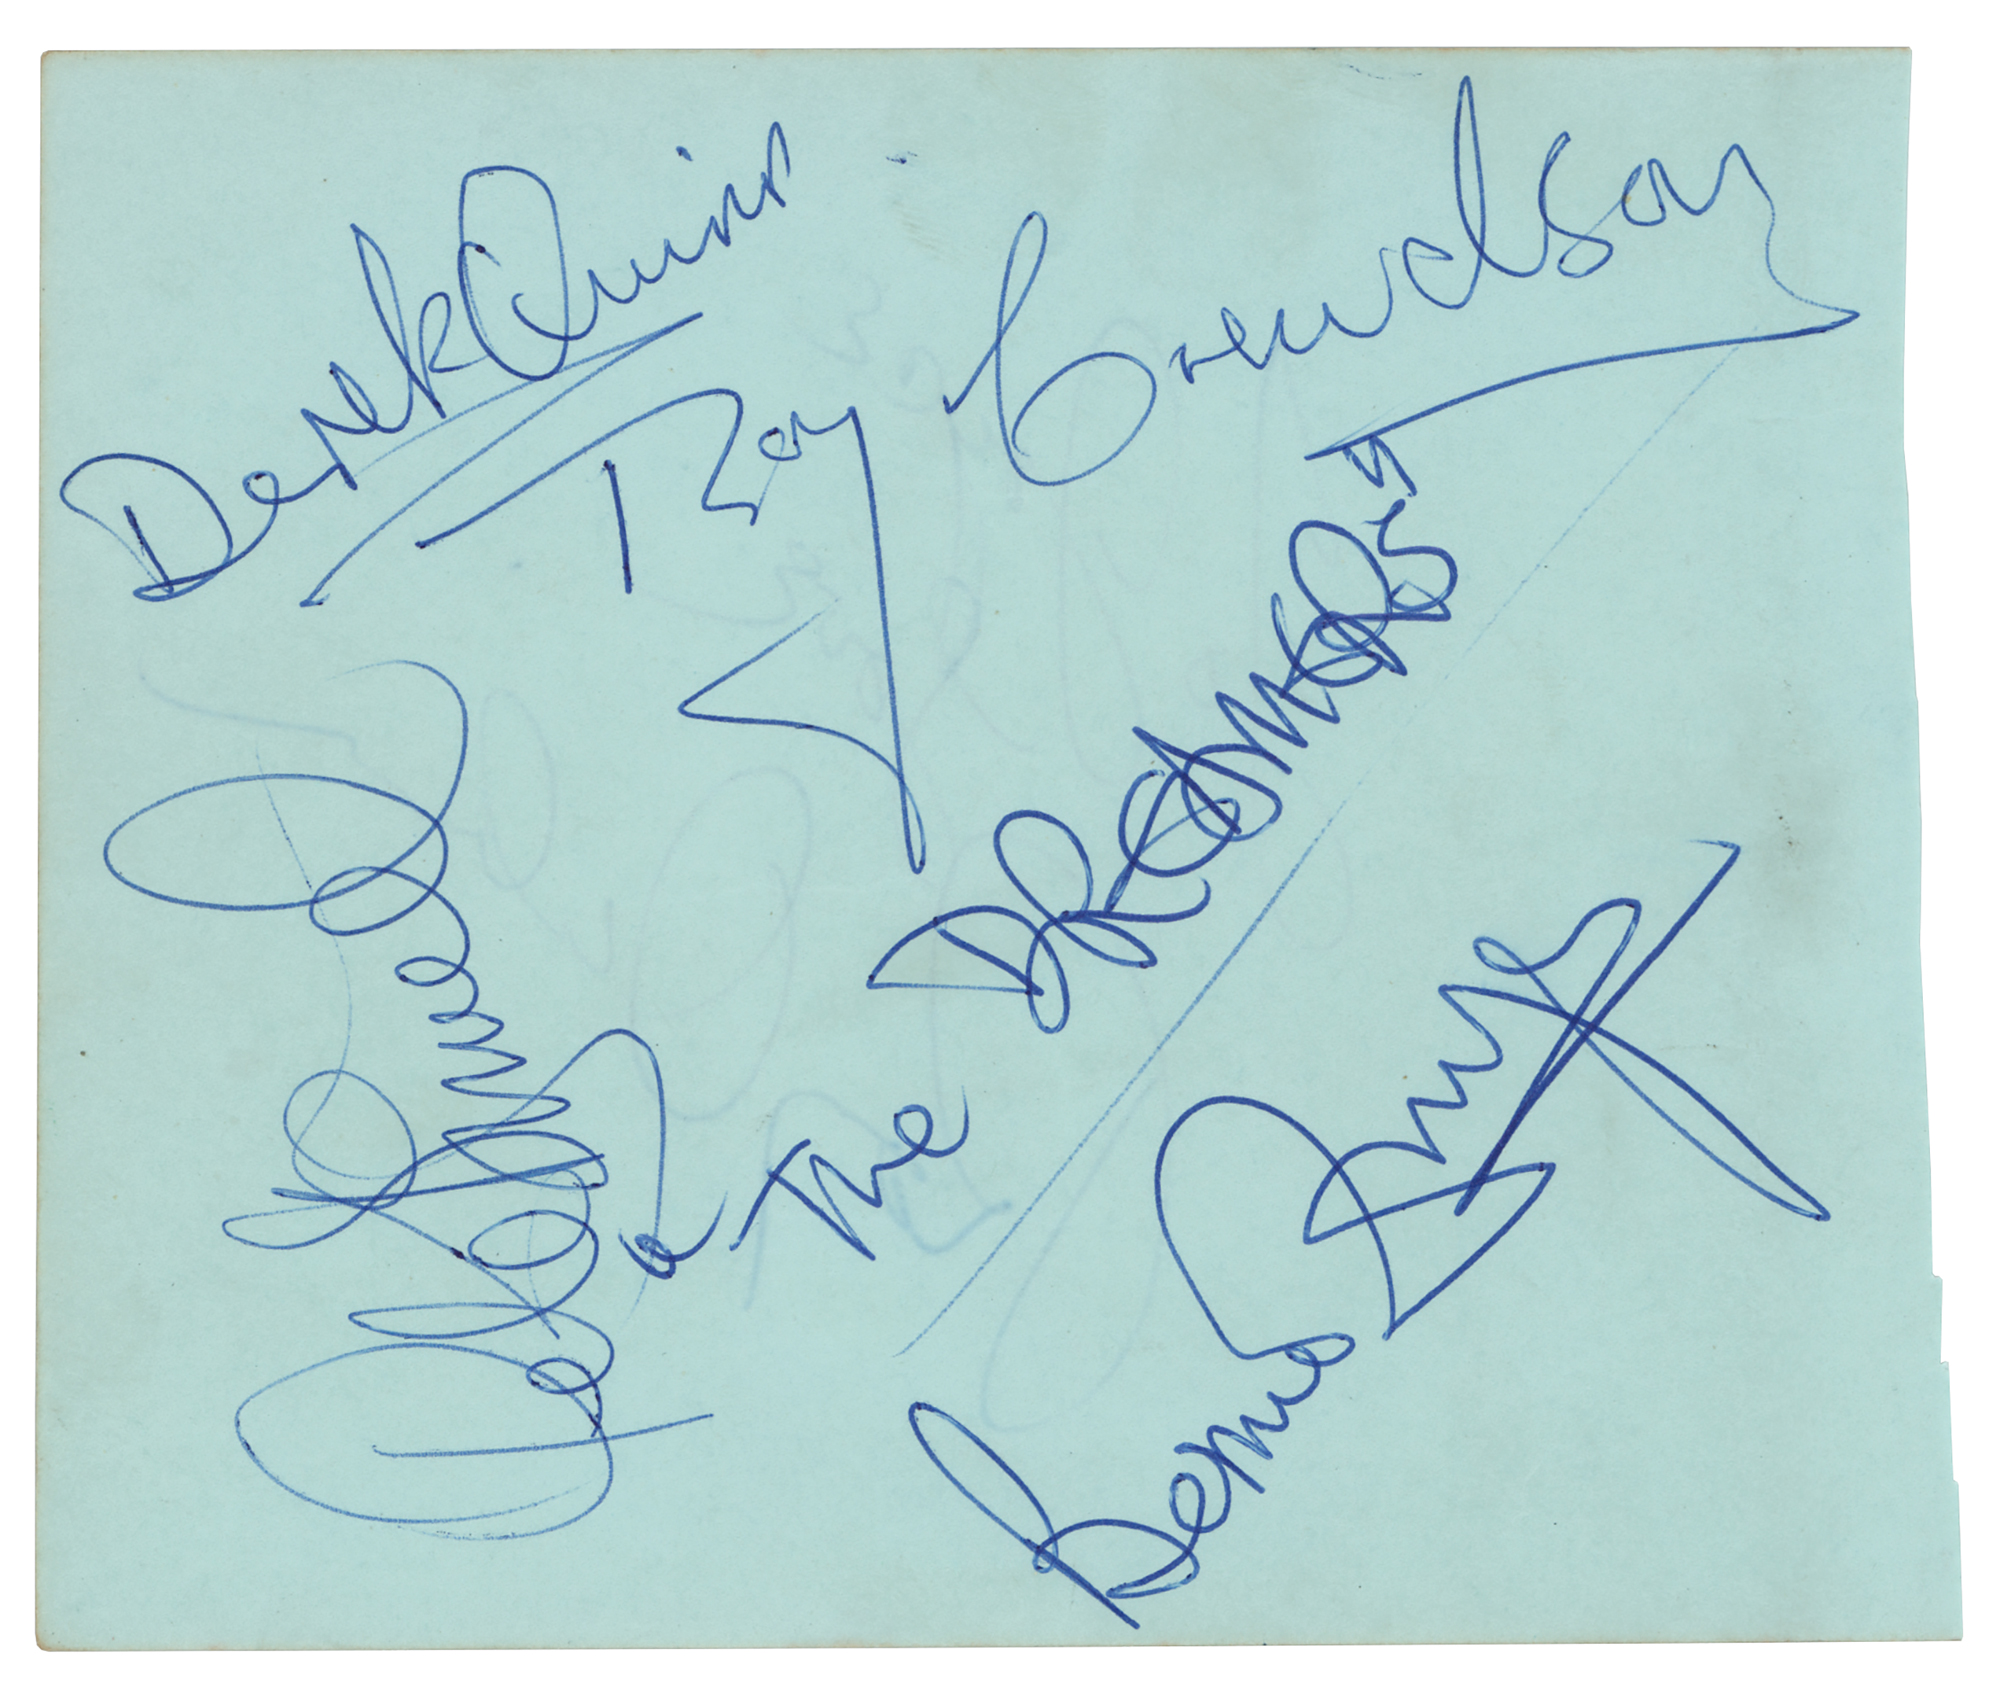 Derek Quinn
Roy Crewdson
& The DREAMERS
Bernie Dwyer